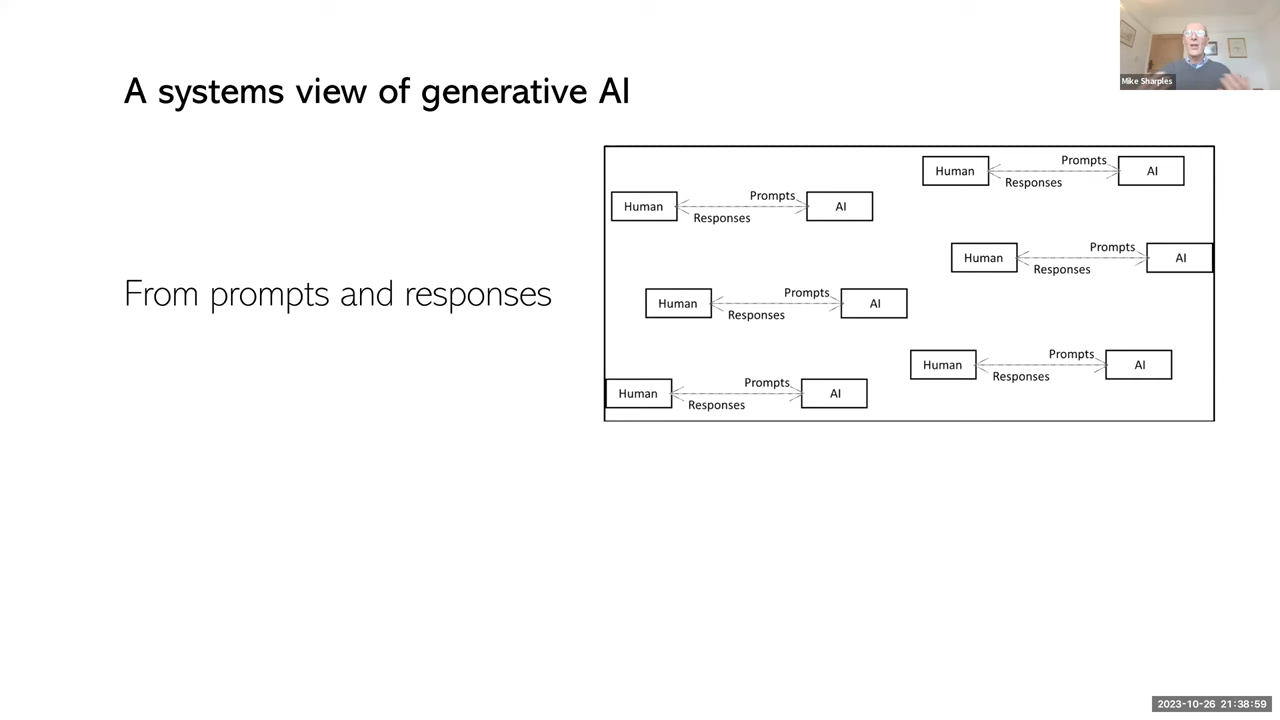 Mike Sharples
A systems view of generative AI
From prompts and responses
Human
Prompts
Responses
AI
Human
Prompts
Responses
AI
Human
Prompts
Responses
AI
Human
Prompts
Responses
AI
Human
Prompts
Responses
AI
Human
Prompts
Responses
AI
2023-10-26 21:38:59